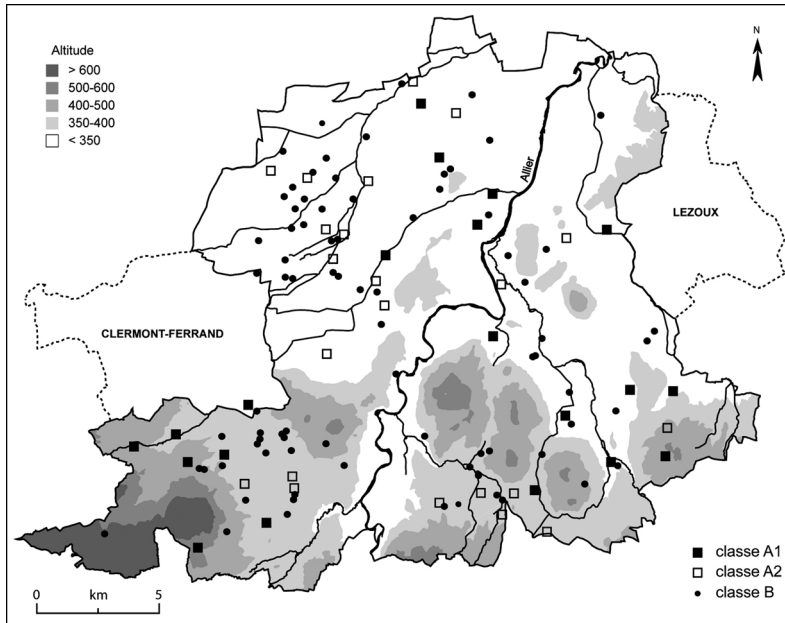 Altitude
> 600
500-600
400-500
350-400
< 350
N
Allier
LEZOUX
CLERMONT-FERRAND
classe A1
classe A2
classe B
0 km 5